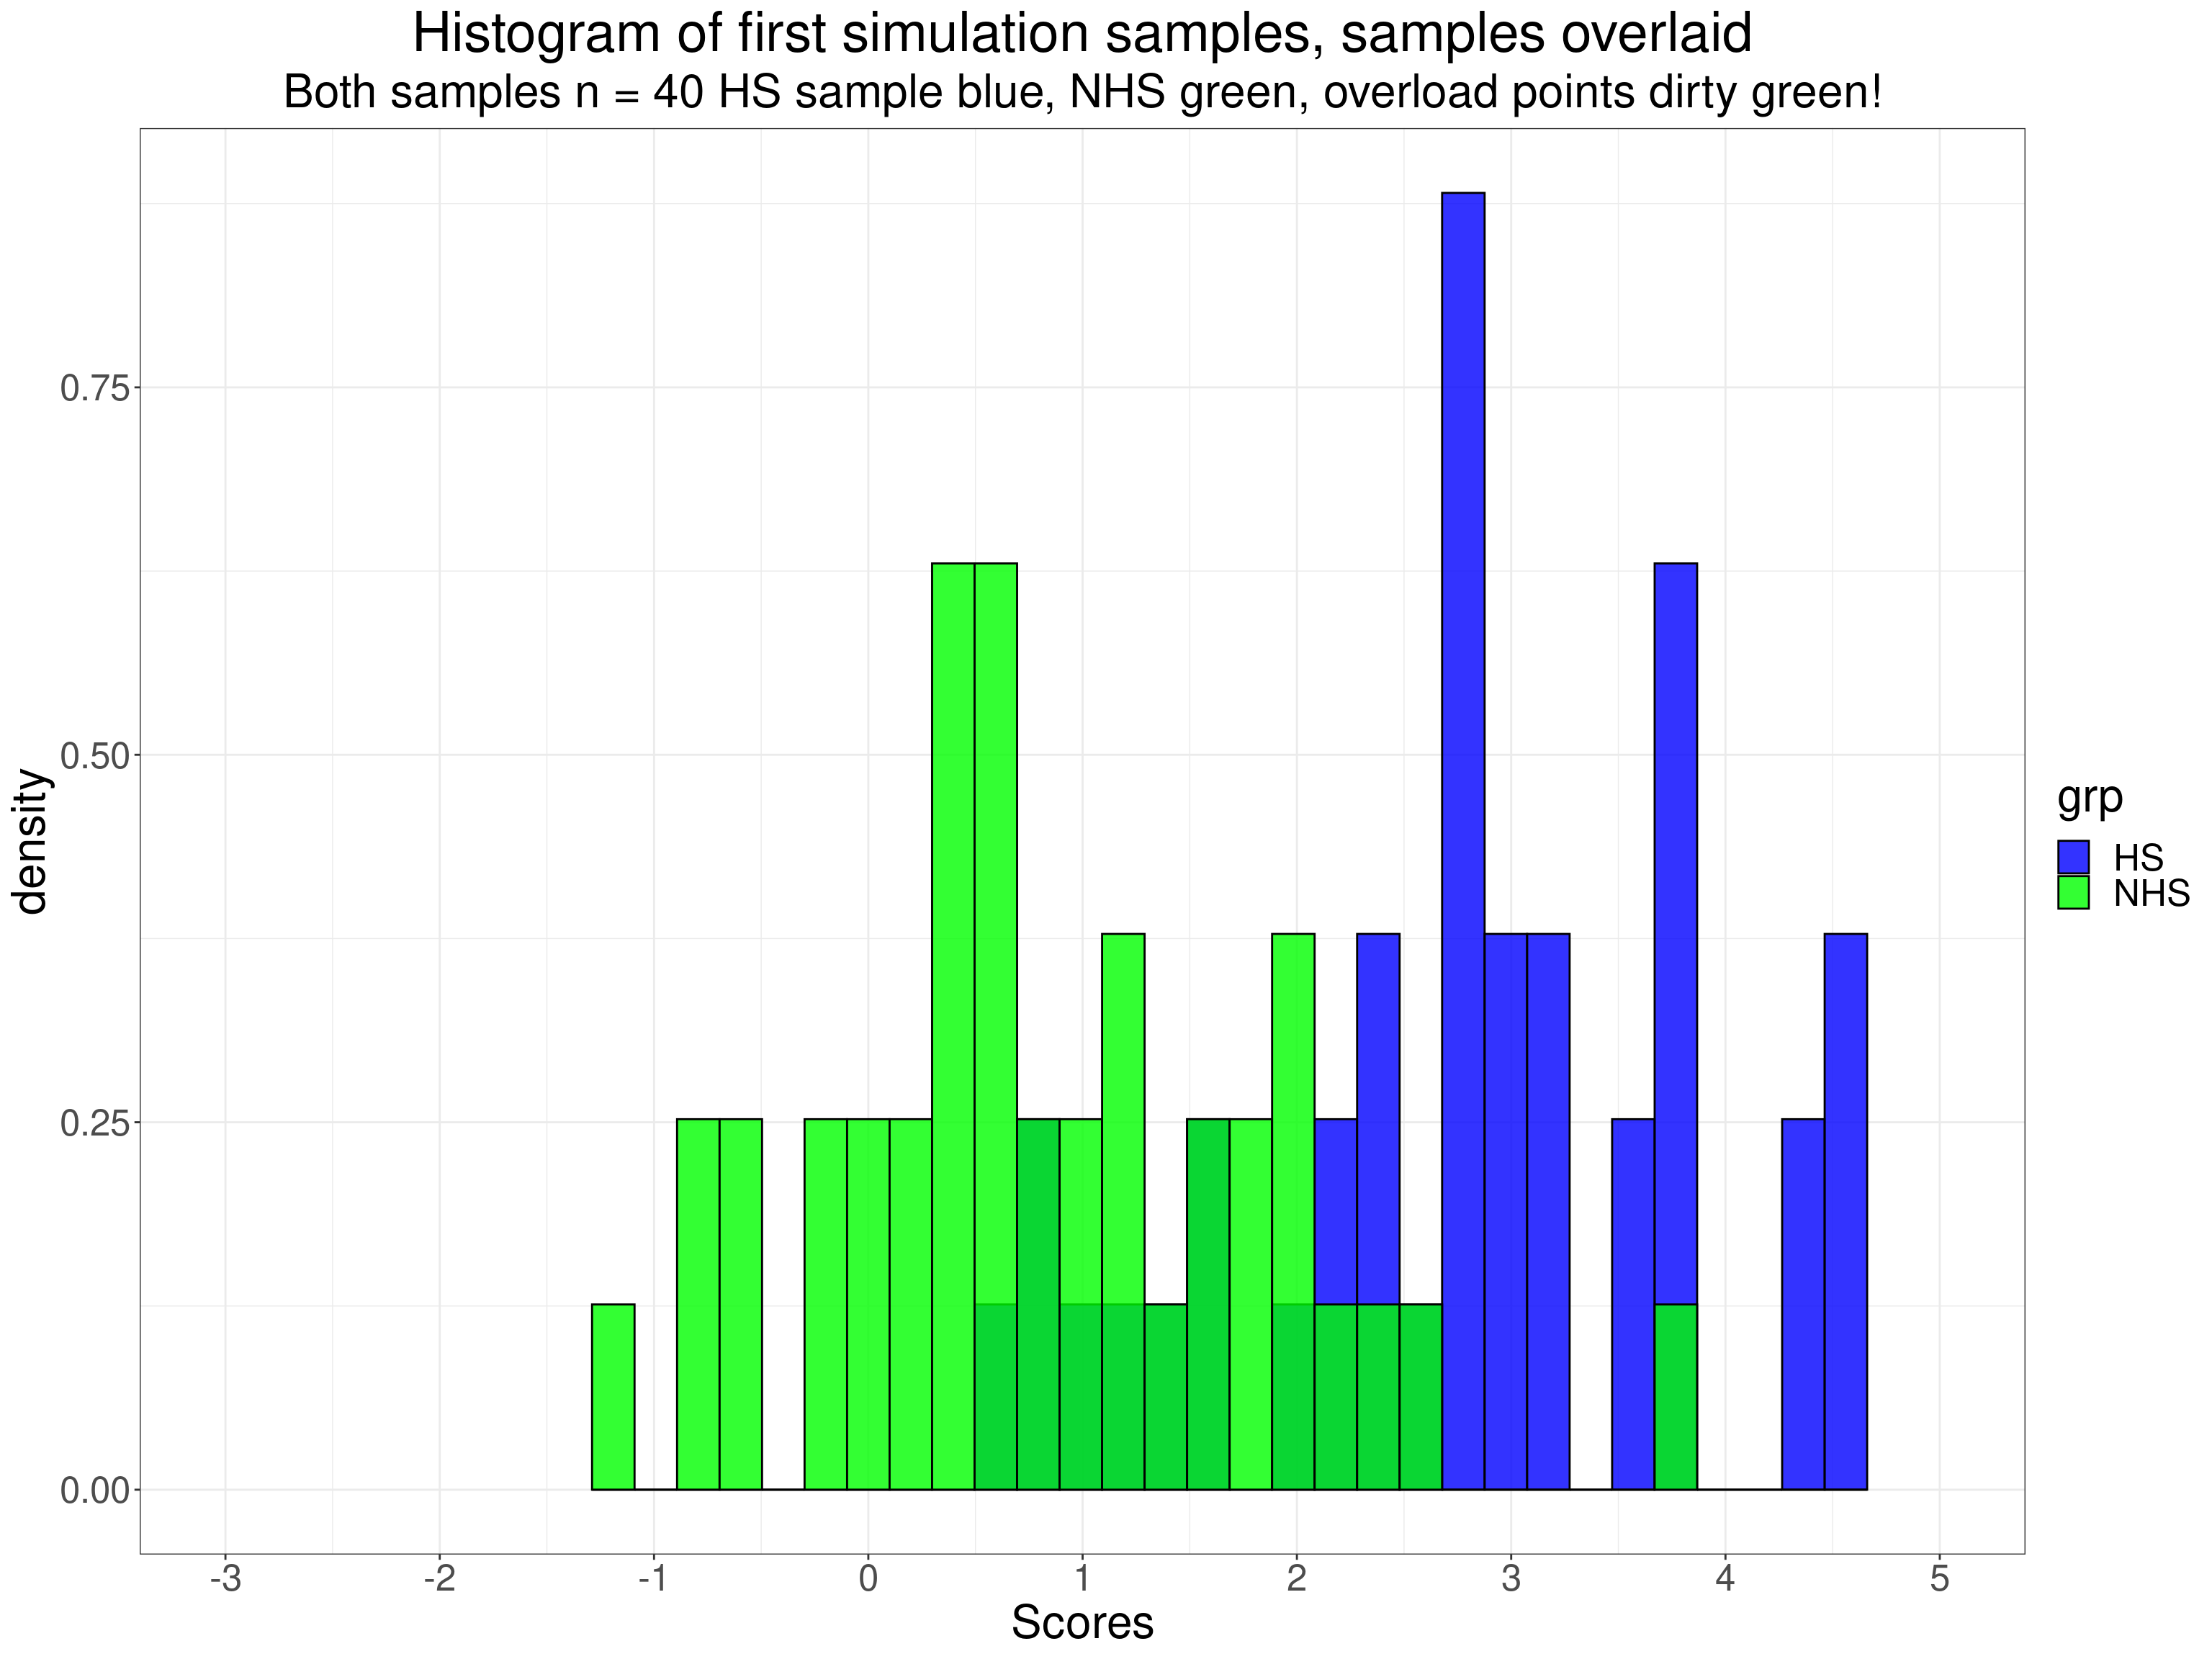 Histogram of first simulation samples, samples overlaid
Both samples n = 40 HS sample blue, NHS green, overload points dirty green!
density
0.75
0.50
0.25
0.00
-3 -2 -1 0 1 2 3 4 5
Scores
grp
HS
NHS